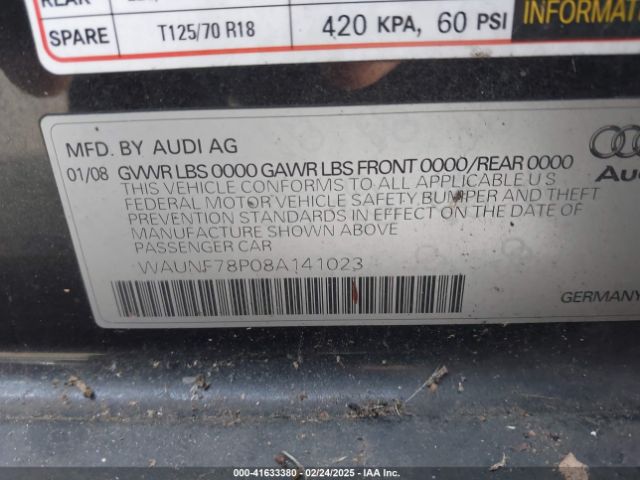 REAR
SPARE T125/70 R18 420 KPA, 60 PSI
INFORMAT
MFD. BY AUDI AG
01/08 GVWR LBS 0000 GAWR LBS FRONT 0000/REAR 0000
THIS VEHICLE CONFORMS TO ALL APPLICABLE U S
FEDERAL MOTOR VEHICLE SAFETY, BUMPER AND THEFT
PREVENTION STANDARDS IN EFFECT ON THE DATE OF
MANUFACTURE SHOWN ABOVE
PASSENGER CAR
WAUNF78P08A141023
Aud
GERMANY
000-41633380 - 02/24/2025 - IAA Inc.